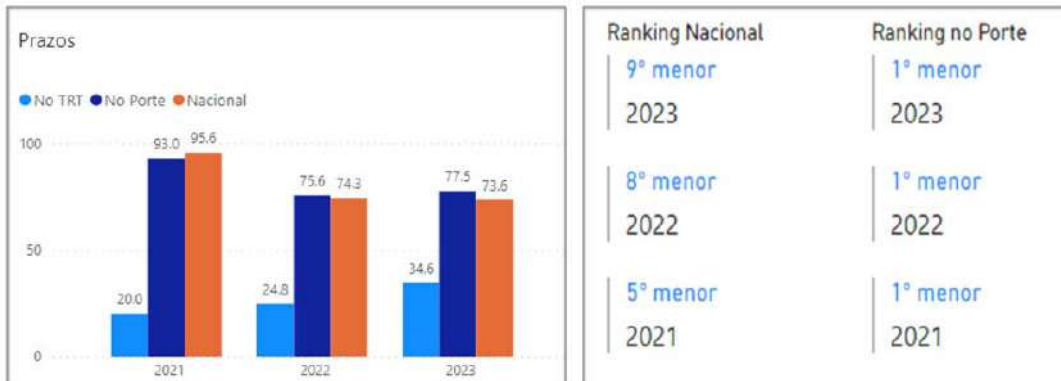 Prazos
No TRT No Porte Nacional
100
50
0
20.0
93.0
95.6
24.8
75.6
74.3
34.6
77.5
73.6
2021
2022
2023
Ranking Nacional
9° menor
2023
8° menor
2022
5° menor
2021
Ranking no Porte
1° menor
2023
1° menor
2022
1° menor
2021